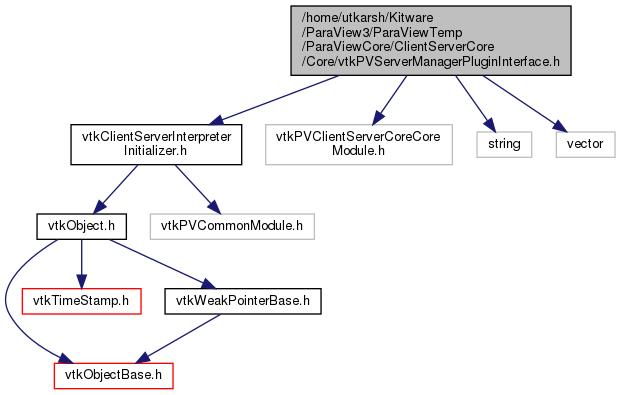 /home/utkarsh/Kitware
/ParaView3/ParaViewTemp
/ParaViewCore/ClientServerCore
/Core/vtkPVServerManagerPluginInterface.h
vtkClientServerInterpreter
Initializer.h
vtkPVClientServerCoreCore
Module.h
string
vector
vtkObject.h
vtkPVCommonModule.h
vtkTimeStamp.h
vtkWeakPointerBase.h
vtkObjectBase.h